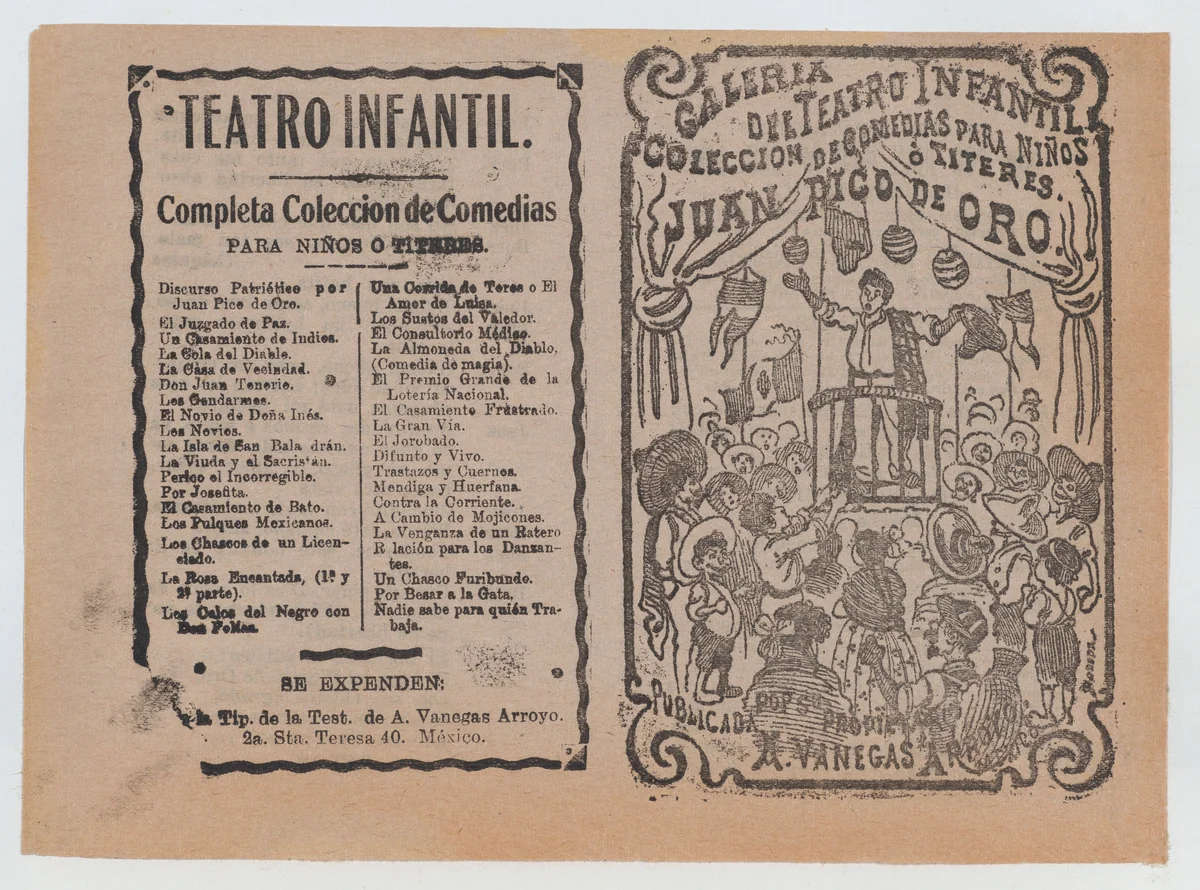 TEATRO INFANTIL.
Completa Coleccion de Comedias
PARA NIÑOS O TITERES.
Discurso Patriótico por
Juan Pico de Oro.
El Juzgado de Paz.
Un Casamiento de Indios.
La Cola del Diablo.
La Casa de Vecindad.
Don Juan Tenorio.
Los Gendarmes.
El Novio de Doña Inés.
Los Novios.
La Isla de San Bala drán.
La Viuda y el Sacristán.
Perico el Incorregible.
Por Josefita.
El Casamiento de Bato.
Los Pulques Mexicanos.
Los Chascos de un Licen-
ciado.
La Rosa Encantada, (1ª y
2ª parte).
Los Celos del Negro con
Don Folías
Una Corrida de Toros o El
Amor de Luisa.
Los Sustos del Valedor.
El Consultorio Médico.
La Almoneda del Diablo,
(Comedia de magia).
El Premio Grande de la
Lotería Nacional.
El Casamiento Frustrado.
La Gran Vía.
El Jorobado.
Difunto y Vivo.
Trastazos y Cuernos.
Mendiga y Huerfana.
Contra la Corriente.
A Cambio de Mojicones.
La Venganza de un Ratero
R lación para los Danzan-
tes.
Un Chasco Furibundo.
Por Besar a la Gata,
Nadie sabe para quién Tra-
baja.
SE EXPENDEN:
la Tip. de la Test. de A. Vanegas Arroyo.
2a. Sta. Teresa 40. México.
GALERIA
DEL TEATRO INFANTIL.
COLECCION DE COMEDIAS PARA NIÑOS
ò TITERES.
JUAN PICO DE ORO.
posada
PUBLICADA POR SU
A. VANEGAS